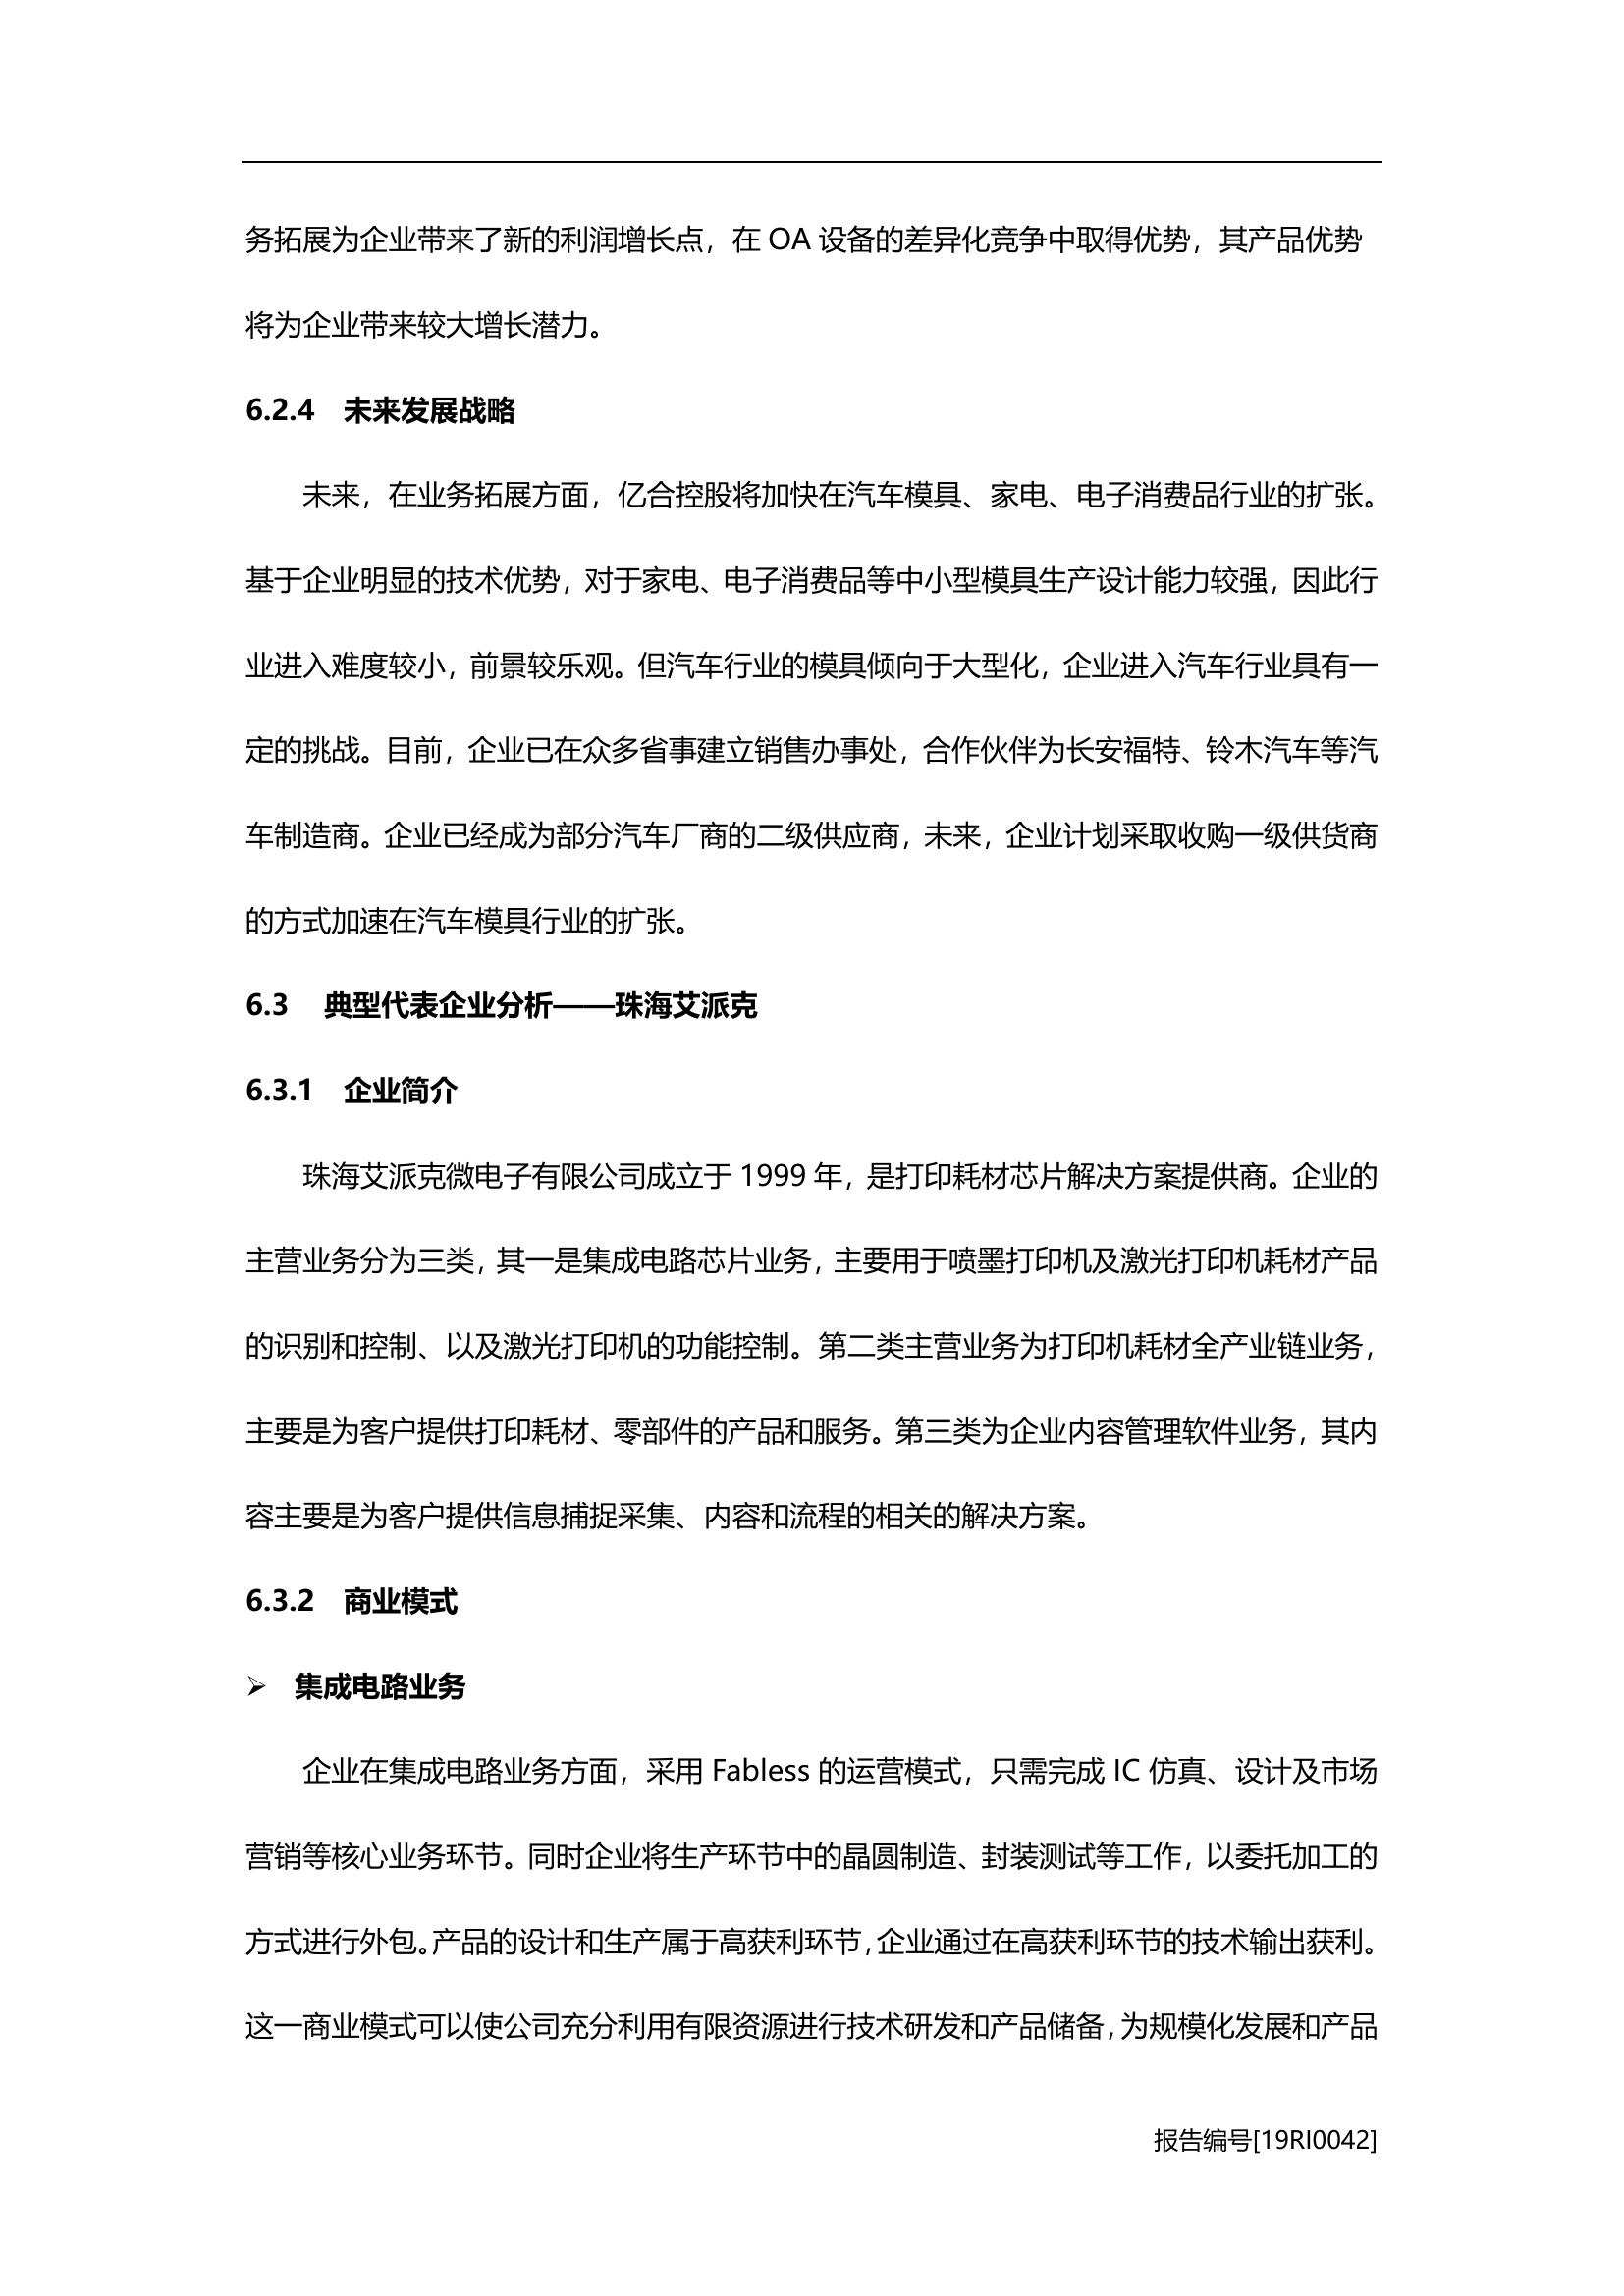 务拓展为企业带来了新的利润增长点，在 OA 设备的差异化竞争中取得优势，其产品优势
将为企业带来较大增长潜力。
6.2.4 未来发展战略
未来，在业务拓展方面，亿合控股将加快在汽车模具、家电、电子消费品行业的扩张。
基于企业明显的技术优势，对于家电、电子消费品等中小型模具生产设计能力较强，因此行
业进入难度较小，前景较乐观。但汽车行业的模具倾向于大型化，企业进入汽车行业具有一
定的挑战。目前，企业已在众多省事建立销售办事处，合作伙伴为长安福特、铃木汽车等汽
车制造商。企业已经成为部分汽车厂商的二级供应商，未来，企业计划采取收购一级供货商
的方式加速在汽车模具行业的扩张。
6.3 典型代表企业分析——珠海艾派克
6.3.1 企业简介
珠海艾派克微电子有限公司成立于 1999 年，是打印耗材芯片解决方案提供商。企业的
主营业务分为三类，其一是集成电路芯片业务，主要用于喷墨打印机及激光打印机耗材产品
的识别和控制、以及激光打印机的功能控制。第二类主营业务为打印机耗材全产业链业务，
主要是为客户提供打印耗材、零部件的产品和服务。第三类为企业内容管理软件业务，其内
容主要是为客户提供信息捕捉采集、内容和流程的相关的解决方案。
6.3.2 商业模式
➢ 集成电路业务
企业在集成电路业务方面，采用 Fabless 的运营模式，只需完成 IC 仿真、设计及市场
营销等核心业务环节。同时企业将生产环节中的晶圆制造、封装测试等工作，以委托加工的
方式进行外包。产品的设计和生产属于高获利环节，企业通过在高获利环节的技术输出获利。
这一商业模式可以使公司充分利用有限资源进行技术研发和产品储备，为规模化发展和产品
报告编号[19RI0042]